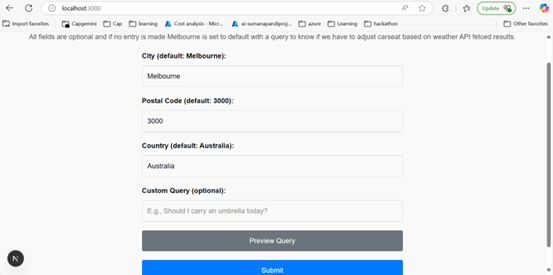 localhost:3000
Update
Import favorites Capgemini Cap learning Cost analysis - Micr... ai-sumanapandiproj... azure Learning hackathon Other favorites
All fields are optional and if no entry is made Melbourne is set to default with a query to know if we have to adjust carseat based on weather API fetced results.
City (default: Melbourne):
Melbourne
Postal Code (default: 3000):
3000
Country (default: Australia):
Australia
Custom Query (optional):
E.g., Should I carry an umbrella today?
Preview Query
N
Submit